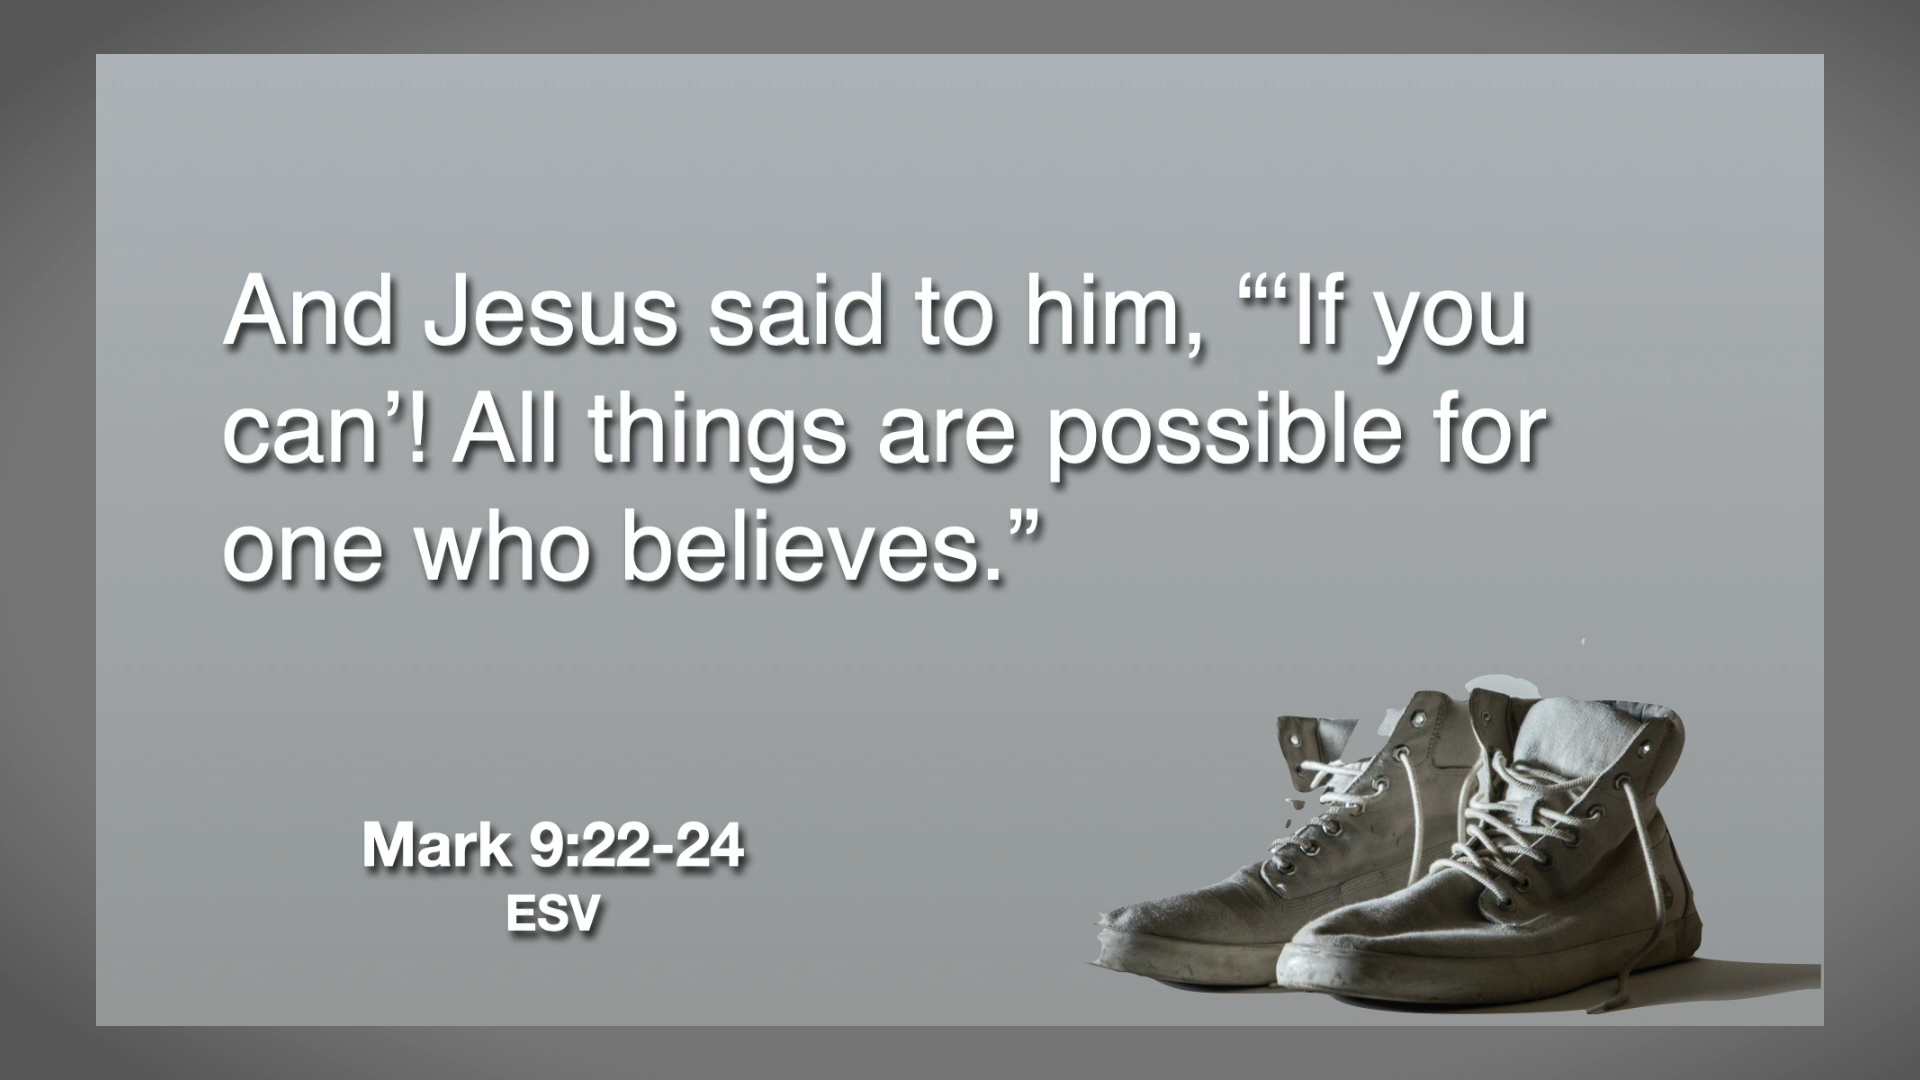 And Jesus said to him, “‘If you
can’! All things are possible for
one who believes.”
Mark 9:22-24
ESV